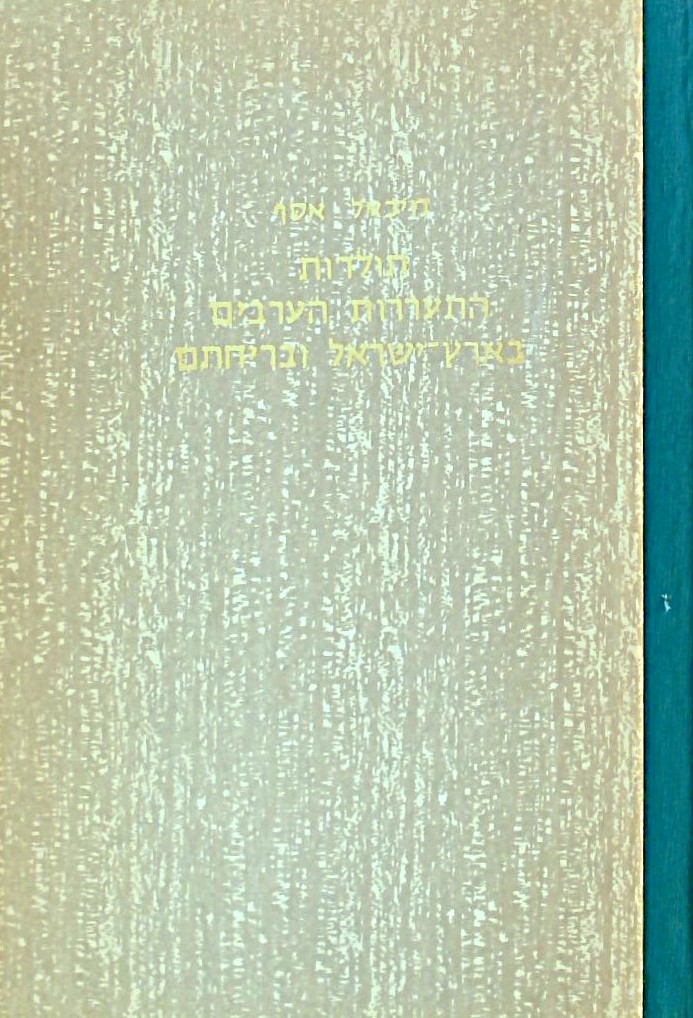 מיכאל אסף
תולדות
התעוררות הערבים
בארץ-ישראל ובריחתם